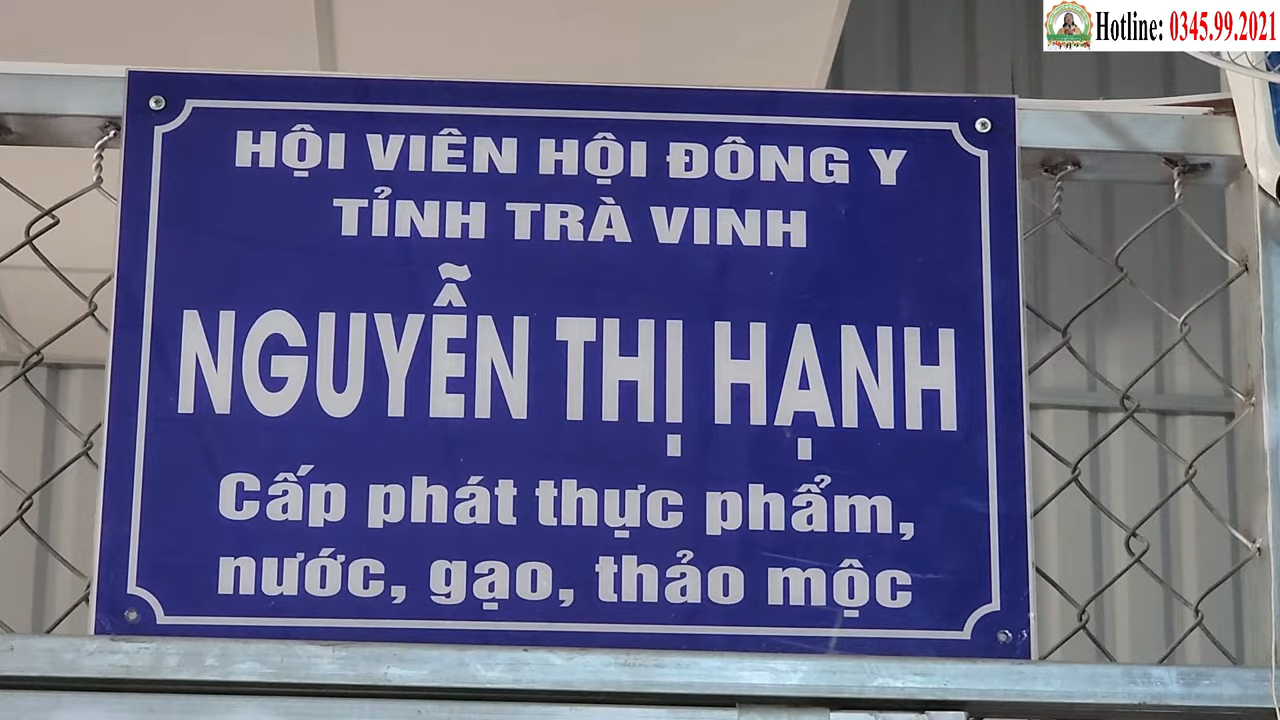 Hotline: 0345.99.2021
HỘI VIÊN HỘI ĐÔNG Y
TỈNH TRÀ VINH
NGUYỄN THỊ HẠNH
Cấp phát thực phẩm,
nước, gạo, thảo mộc